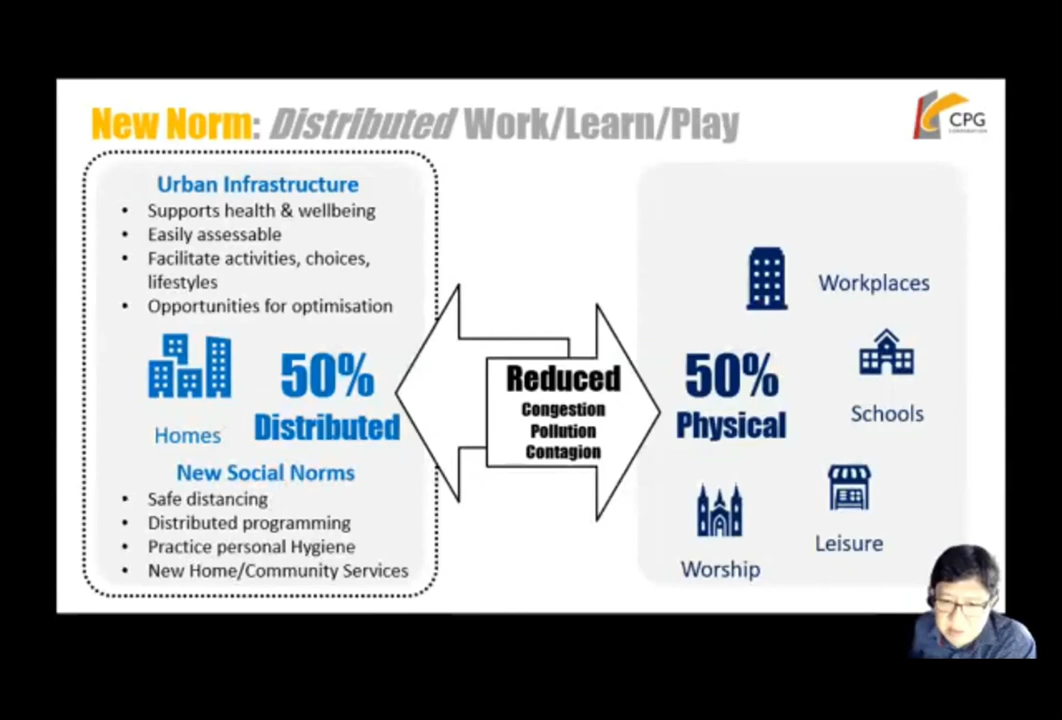 New Norm: Distributed Work/Learn/Play
CPG
CORPORATION
Urban Infrastructure
• Supports health & wellbeing
• Easily assessable
• Facilitate activities, choices,
lifestyles
• Opportunities for optimisation
Homes
50%
Distributed
New Social Norms
• Safe distancing
• Distributed programming
• Practice personal Hygiene
• New Home/Community Services
Reduced
Congestion
Pollution
Contagion
50%
Physical
Workplaces
Schools
Leisure
Worship